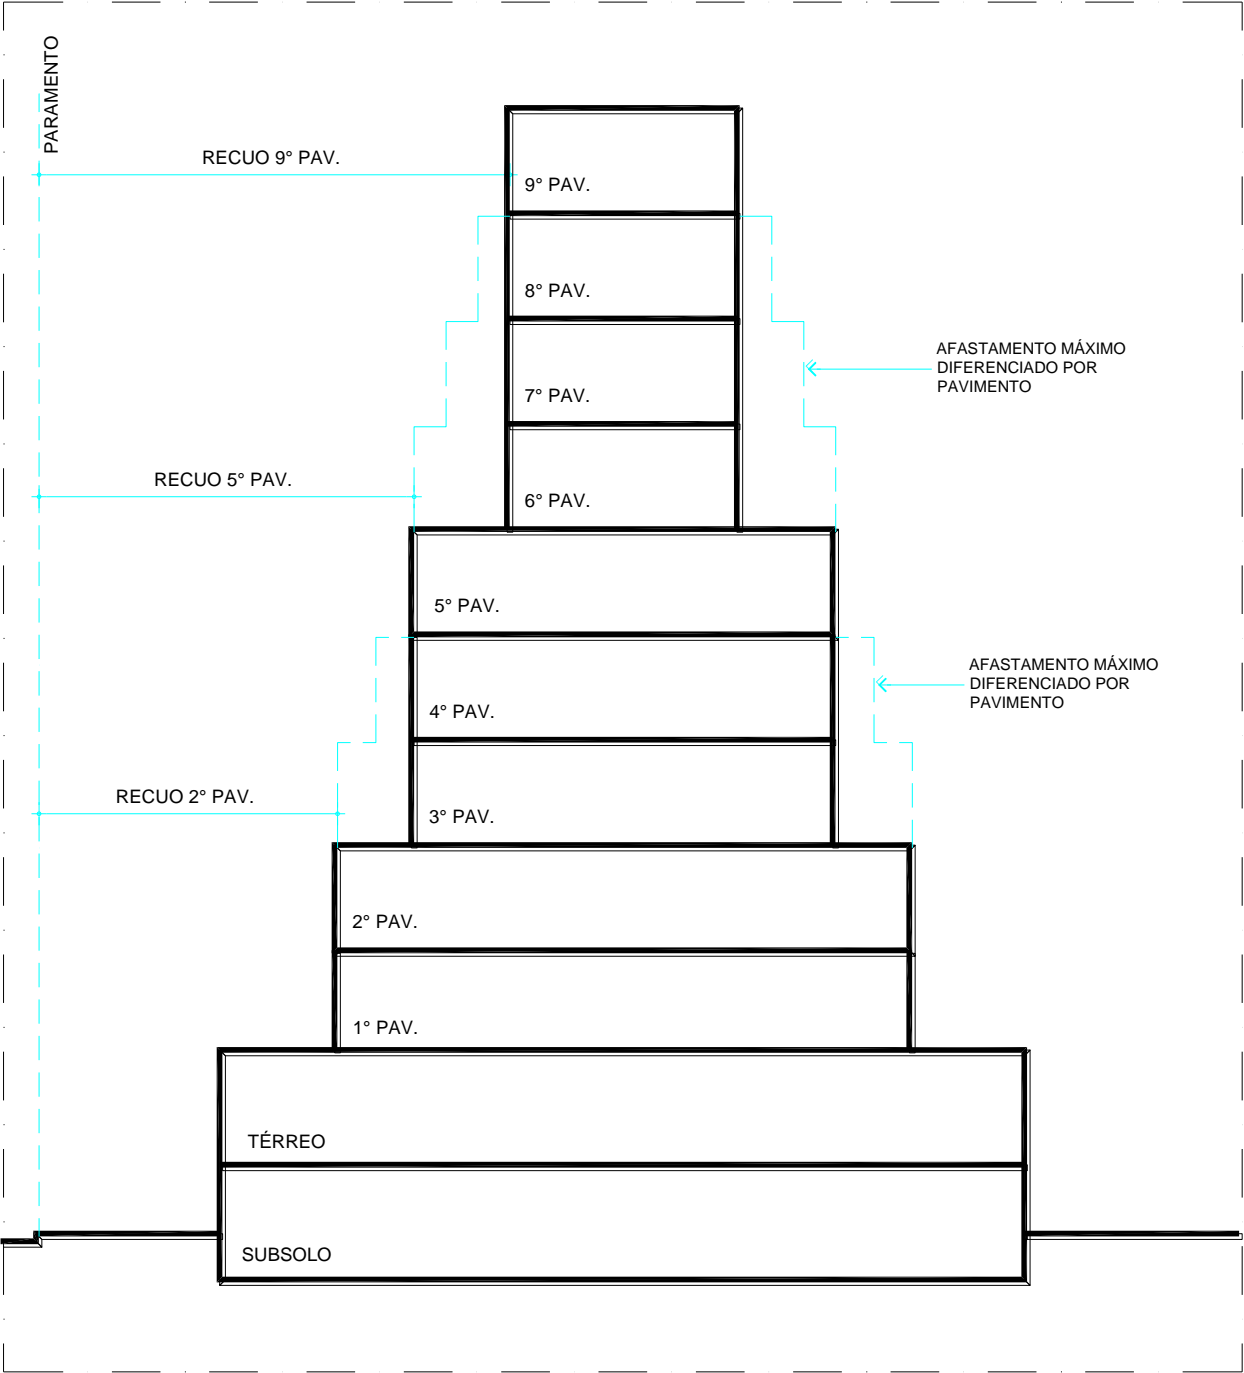 PARAMENTO
RECUO 9° PAV.
9° PAV.
8° PAV.
AFASTAMENTO MÁXIMO
DIFERENCIADO POR
PAVIMENTO
7° PAV.
RECUO 5° PAV.
6° PAV.
5° PAV.
AFASTAMENTO MÁXIMO
DIFERENCIADO POR
PAVIMENTO
4° PAV.
RECUO 2° PAV.
3° PAV.
2° PAV.
1° PAV.
TÉRREO
SUBSOLO